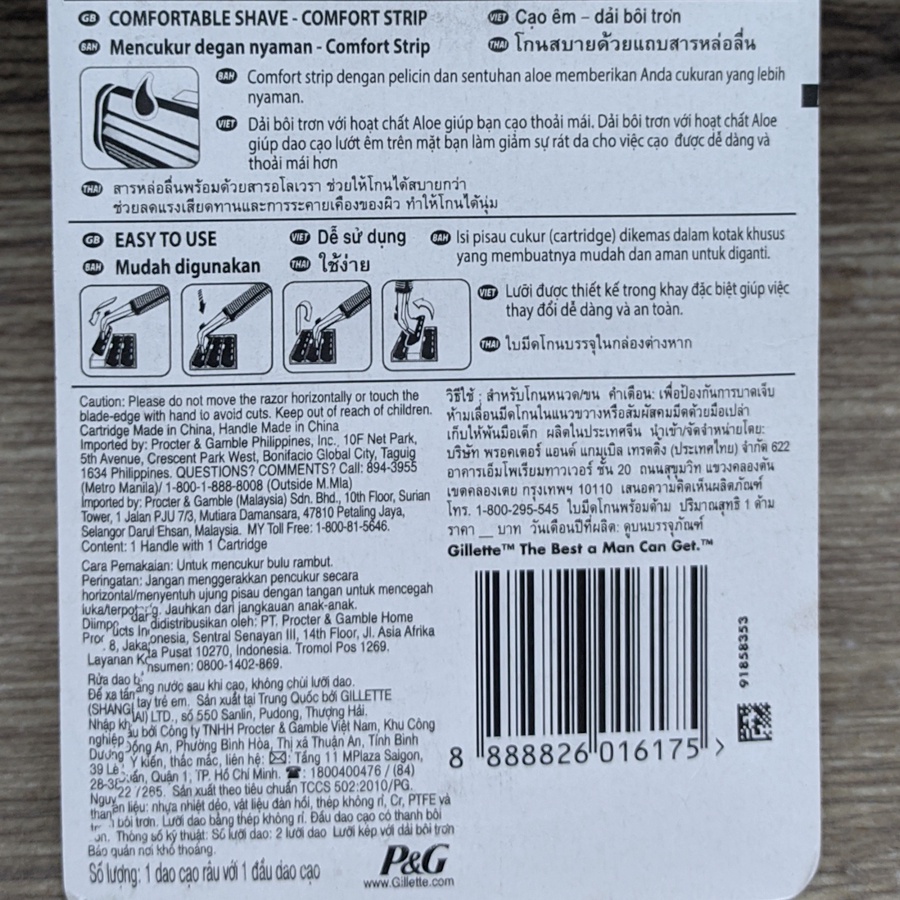 GB COMFORTABLE SHAVE - COMFORT STRIP
BAH Mencukur degan nyaman - Comfort Strip
VIET Cạo êm – dải bôi trơn
THAI โกนสบายด้วยแถบสารหล่อลื่น
BAH Comfort strip dengan pelicin dan sentuhan aloe memberikan Anda cukuran yang lebih
nyaman.
VIET Dải bôi trơn với hoạt chất Aloe giúp bạn cạo thoải mái. Dải bôi trơn với hoạt chất Aloe
giúp dao cạo lướt êm trên mặt bạn làm giảm sự rát da cho việc cạo được dễ dàng và
thoải mái hơn
THAI สารหล่อลื่นพร้อมด้วยสารอโลเวรา ช่วยให้โกนได้สบายกว่า
ช่วยลดแรงเสียดทานและการระคายเคืองของผิว ทำให้โกนได้นุ่ม
GB EASY TO USE
BAH Mudah digunakan
VIET Dễ sử dụng
THAI ใช้ง่าย
BAH Isi pisau cukur (cartridge) dikemas dalam kotak khusus
yang membuatnya mudah dan aman untuk diganti.
VIET Lưỡi được thiết kế trong khay đặc biệt giúp việc
thay đổi dễ dàng và an toàn.
THAI ใบมีดโกนบรรจุในกล่องต่างหาก
Caution: Please do not move the razor horizontally or touch the
blade-edge with hand to avoid cuts. Keep out of reach of children.
Cartridge Made in China, Handle Made in China
Imported by: Procter & Gamble Philippines, Inc., 10F Net Park,
5th Avenue, Crescent Park West, Bonifacio Global City, Taguig
1634 Philippines. QUESTIONS? COMMENTS? Call: 894-3955
(Metro Manila)/ 1-800-1-888-8008 (Outside M.Mla)
Imported by: Procter & Gamble (Malaysia) Sdn. Bhd., 10th Floor, Surian
Tower, 1 Jalan PJU 7/3, Mutiara Damansara, 47810 Petaling Jaya,
Selangor Darul Ehsan, Malaysia. MY Toll Free: 1-800-81-5646.
Content: 1 Handle with 1 Cartridge
Cara Pemakaian: Untuk mencukur bulu rambut.
Peringatan: Jangan menggerakkan pencukur secara
horizontal/menyentuh ujung pisau dengan tangan untuk mencegah
luka/terpotong. Jauhkan dari jangkauan anak-anak.
dan didistribusikan oleh: PT. Procter & Gamble Home
Indonesia, Sentral Senayan III, 14th Floor, Jl. Asia Afrika
8, Jakarta Pusat 10270, Indonesia. Tromol Pos 1269.
Layanan Konsumen: 0800-1402-869.
Rửa dao bằng nước sau khi cạo, không chùi lưỡi dao.
Để xa tầm tay trẻ em. Sản xuất tại Trung Quốc bởi GILLETTE
(SHANGHAI) LTD., số 550 Sanlin, Pudong, Thượng Hải.
Nhập khẩu bởi Công ty TNHH Procter & Gamble Việt Nam, Khu Công
nghiệp Đồng An, Phường Bình Hòa, Thị xã Thuận An, Tỉnh Bình
Dương. Ý kiến, thắc mắc, liên hệ: Tầng 11 MPlaza Saigon,
39 Lê Duẩn, Quận 1, TP. Hồ Chí Minh. ☎: 1800400476 / (84)
Sản xuất theo tiêu chuẩn TCCS 502:2010/PG.
Nguyên liệu: nhựa nhiệt dẻo, vật liệu đàn hồi, thép không rỉ, Cr, PTFE và
bôi trơn. Lưỡi dao bằng thép không rỉ. Đầu dao cạo có thanh bôi
trơn. Thông số kỹ thuật: Số lưỡi dao: 2 lưỡi dao Lưỡi kép với dải bôi trơn
Bảo quản nơi khô thoáng.
Số lượng: 1 dao cạo râu với 1 đầu dao cạo
วิธีใช้ : สำหรับโกนหนวด/ขน คำเตือน: เพื่อป้องกันการบาดเจ็บ
ห้ามเลื่อนมีดโกนในแนวขวางหรือสัมผัสคมมีดด้วยมือเปล่า
เก็บให้พ้นมือเด็ก ผลิตในประเทศจีน นำเข้า/จัดจำหน่ายโดย:
บริษัท พรอคเตอร์ แอนด์ แกมเบิล เทรดดิ้ง (ประเทศไทย) จำกัด 622
อาคารเอ็มโพเรียมทาวเวอร์ ชั้น 20 ถนนสุขุมวิท แขวงคลองตัน
เขตคลองเตย กรุงเทพฯ 10110 เสนอความคิดเห็นผลิตภัณฑ์
โทร. 1-800-295-545 ใบมีดโกนพร้อมด้าม ปริมาณสุทธิ 1 ด้าม
ราคา __ บาท วันเดือนปีที่ผลิต: ดูบนบรรจุภัณฑ์
Gillette™ The Best a Man Can Get.™
91858353
8 888826 016175 >
P&G
www.Gillette.com